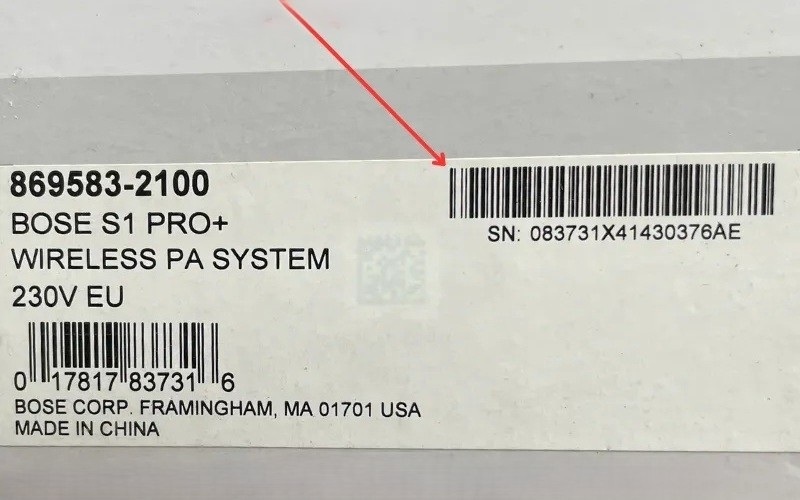 869583-2100
BOSE S1 PRO+
WIRELESS PA SYSTEM
230V EU
SN: 083731X41430376AE
0 17817 83731 6
BOSE CORP. FRAMINGHAM, MA 01701 USA
MADE IN CHINA